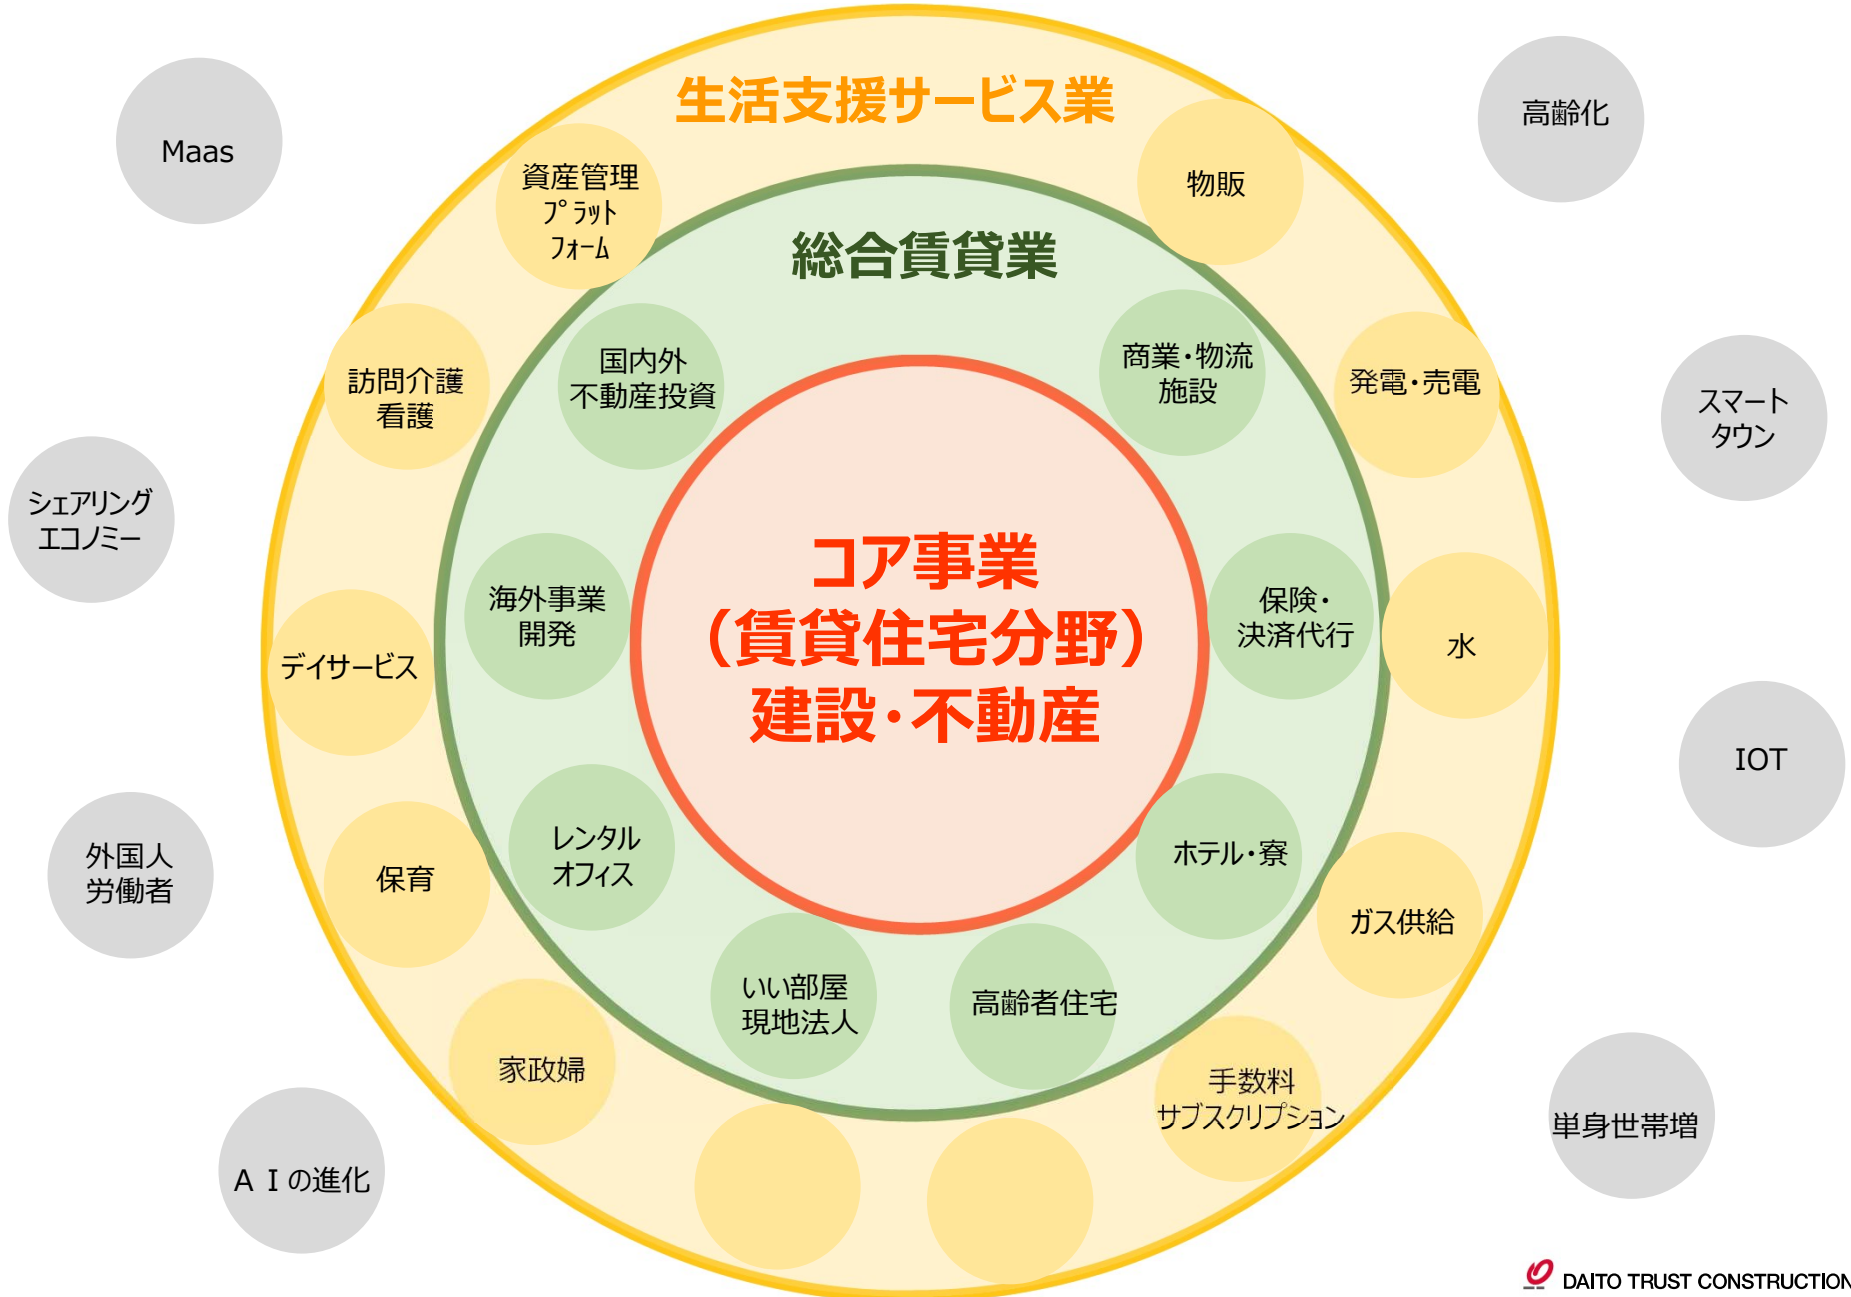 生活支援サービス業
総合賃貸業
コア事業
（賃貸住宅分野）
建設・不動産
資産管理
プラット
フォーム
物販
訪問介護
看護
発電・売電
デイサービス
水
保育
ガス供給
家政婦
手数料
サブスクリプション
国内外
不動産投資
商業・物流
施設
海外事業
開発
保険・
決済代行
レンタル
オフィス
ホテル・寮
いい部屋
現地法人
高齢者住宅
Maas
高齢化
シェアリング
エコノミー
スマート
タウン
外国人
労働者
IOT
ＡＩの進化
単身世帯増
DAITO TRUST CONSTRUCTION